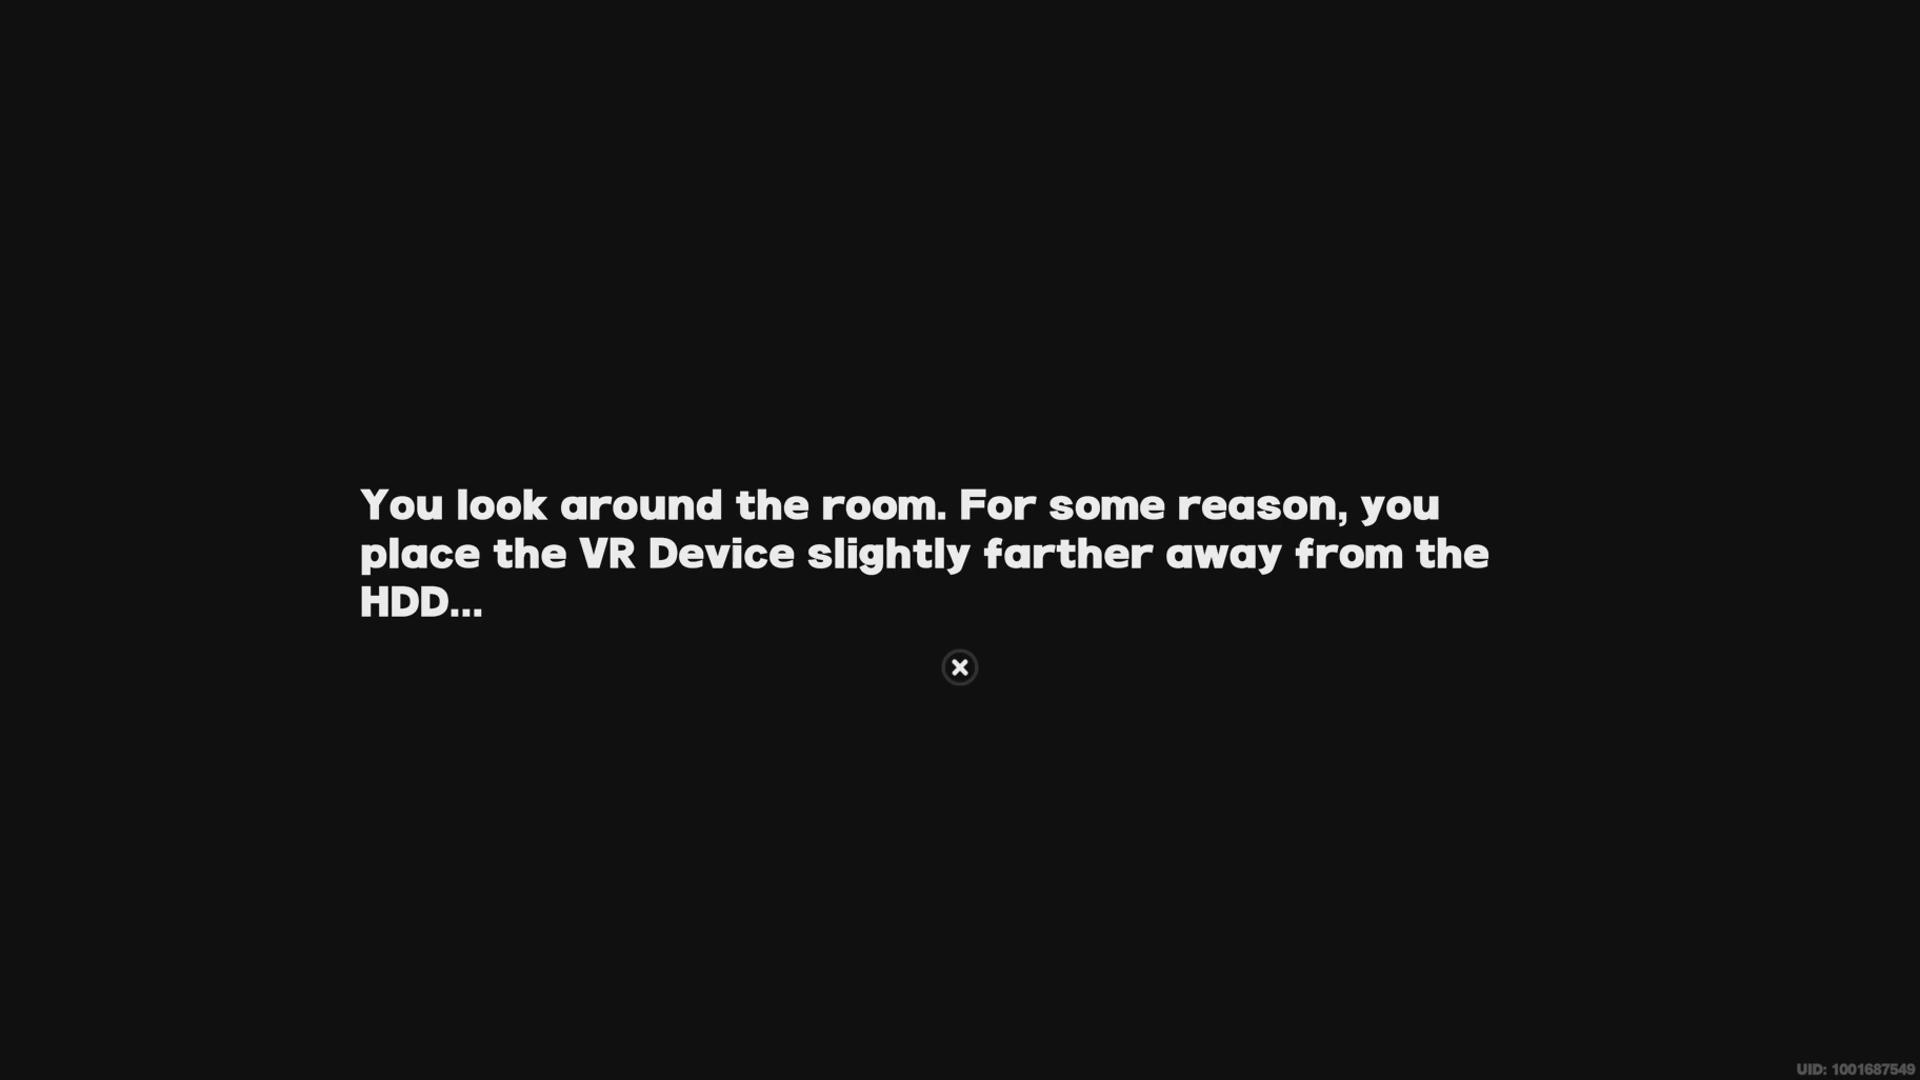 You look around the room. For some reason, you
place the VR Device slightly farther away from the
HDD...
UID: 1001687549